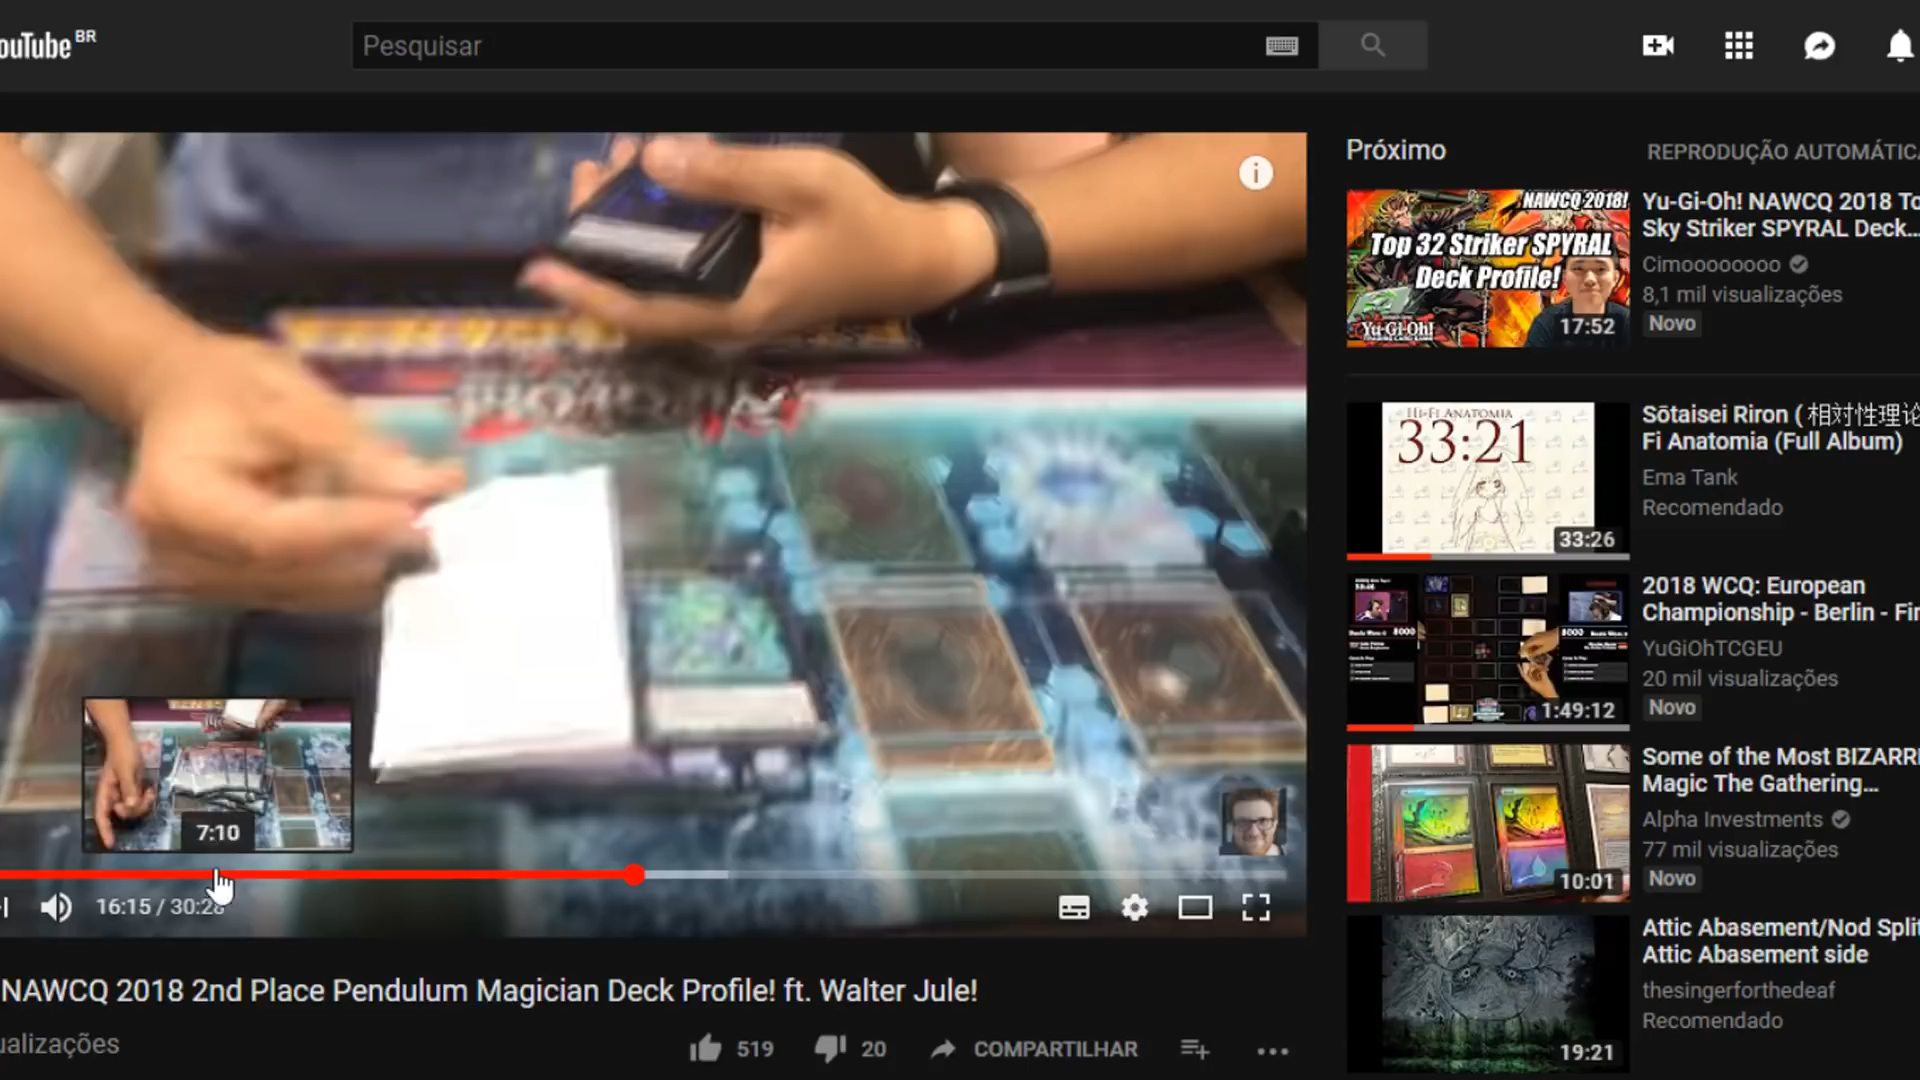 ouTube BR
Pesquisar
Próximo
REPRODUÇÃO AUTOMÁTICA
NAWCQ 2018!
Top 32 Striker SPYRAL
Deck Profile!
Yu-Gi-Oh!
17:52
Yu-Gi-Oh! NAWCQ 2018 To
Sky Striker SPYRAL Deck...
Cimoooooooo
8,1 mil visualizações
Novo
HI-FI ANATOMIA
33:21
33:26
Sōtaisei Riron ( 相対性理論
Fi Anatomia (Full Album)
Ema Tank
Recomendado
8000
8000
1:49:12
2018 WCQ: European
Championship - Berlin - Fin
YuGiOhTCGEU
20 mil visualizações
Novo
10:01
Some of the Most BIZARR
Magic The Gathering...
Alpha Investments
77 mil visualizações
Novo
19:21
Attic Abasement/Nod Split
Attic Abasement side
thesingerforthedeaf
Recomendado
7:10
16:15 / 30:28
NAWCQ 2018 2nd Place Pendulum Magician Deck Profile! ft. Walter Jule!
ualizações
519
20
COMPARTILHAR